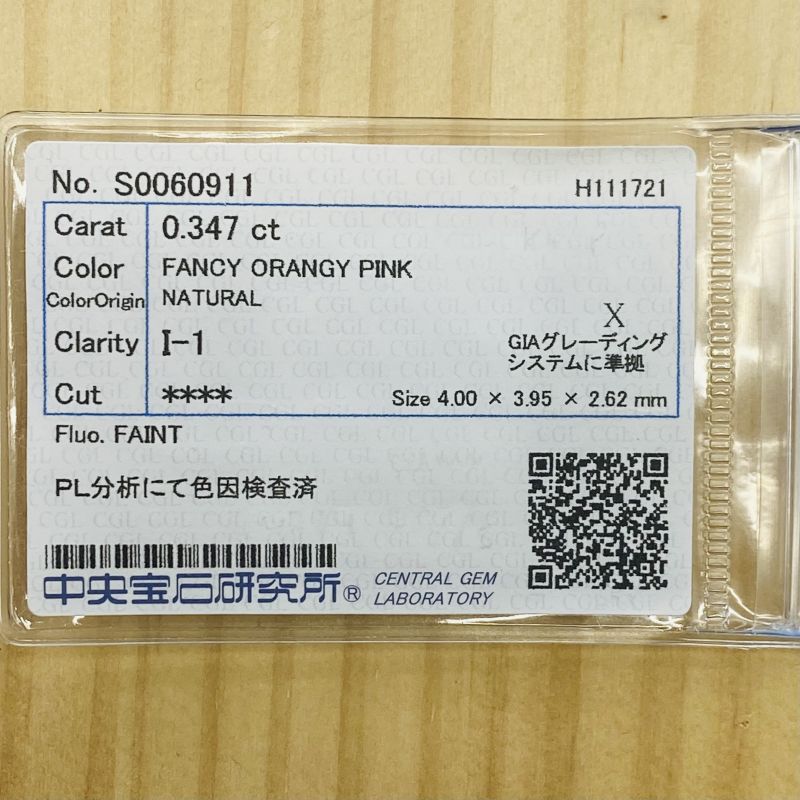 No. S0060911 H111721
Carat 0.347 ct
Color FANCY ORANGY PINK
ColorOrigin NATURAL
X
Clarity I-1
GIAグレーディング
システムに準拠
Cut **** Size 4.00 × 3.95 × 2.62 mm
Fluo. FAINT
PL分析にて色因検査済
中央宝石研究所® CENTRAL GEM
LABORATORY